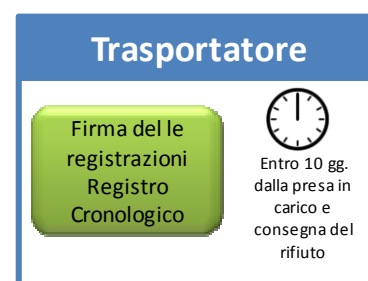 Trasportatore
Firma del le
registrazioni
Registro
Cronologico
Entro 10 gg.
dalla presa in
carico e
consegna del
rifiuto